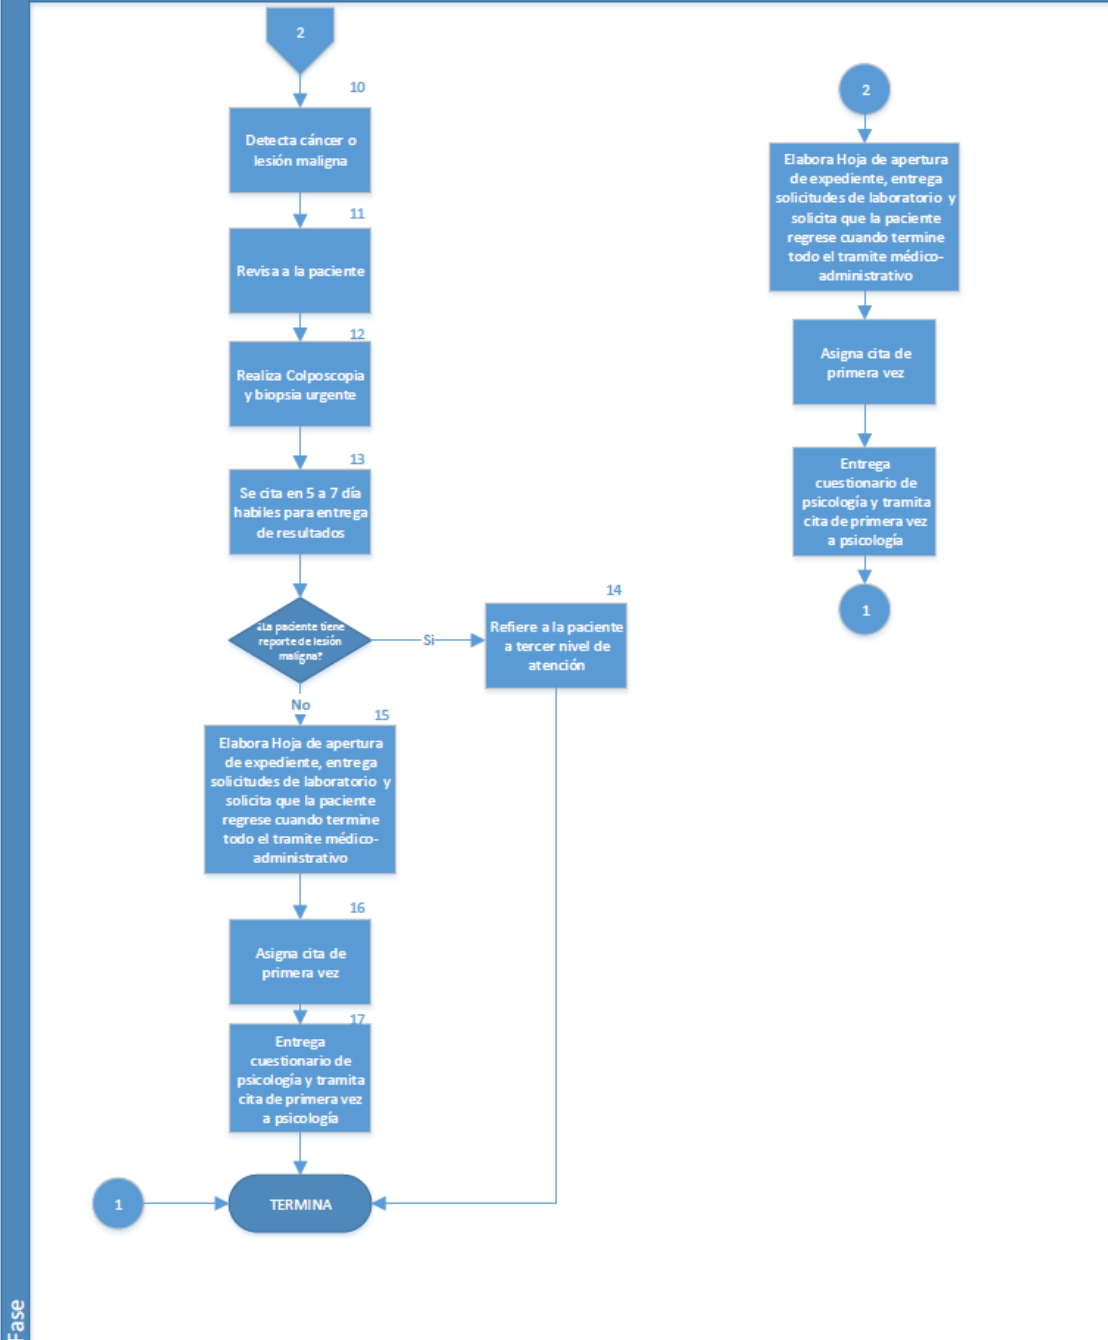 2
10
Detecta cáncer o
lesión maligna
11
Revisa a la paciente
12
Realiza Colposcopia
y biopsia urgente
13
Se cita en 5 a 7 día
habiles para entrega
de resultados
¿La paciente tiene
reporte de lesión
maligna?
Si
14
Refiere a la paciente
a tercer nivel de
atención
No
15
Elabora Hoja de apertura
de expediente, entrega
solicitudes de laboratorio y
solicita que la paciente
regrese cuando termine
todo el tramite médico-
administrativo
16
Asigna cita de
primera vez
17
Entrega
cuestionario de
psicología y tramita
cita de primera vez
a psicología
1
TERMINA
2
Elabora Hoja de apertura
de expediente, entrega
solicitudes de laboratorio y
solicita que la paciente
regrese cuando termine
todo el tramite médico-
administrativo
Asigna cita de
primera vez
Entrega
cuestionario de
psicología y tramita
cita de primera vez
a psicología
1
Fase